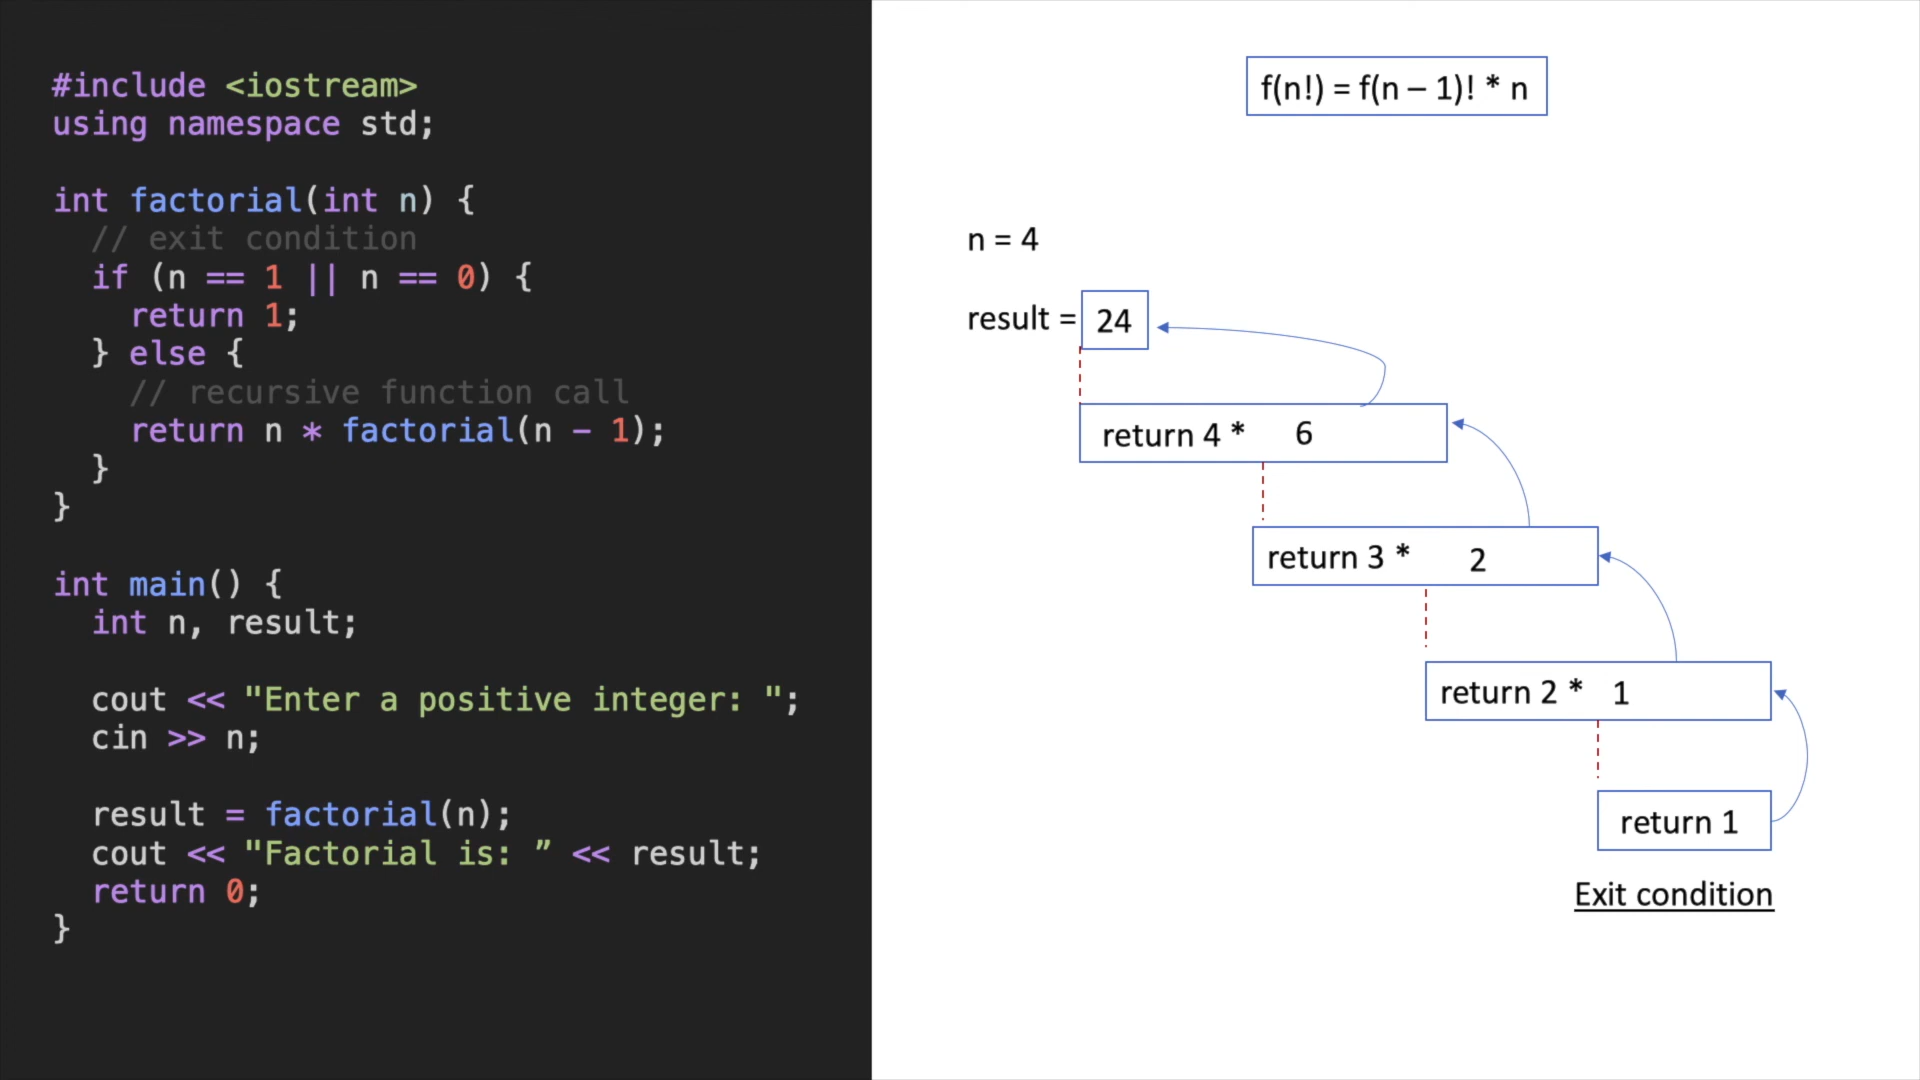 #include <iostream>
using namespace std;
int factorial(int n) {
// exit condition
if (n == 1 || n == 0) {
return 1;
} else {
// recursive function call
return n * factorial(n - 1);
}
}
int main() {
int n, result;
cout << "Enter a positive integer: ";
cin >> n;
result = factorial(n);
cout << "Factorial is: ” << result;
return 0;
}
f(n!) = f(n – 1)! * n
n = 4
result = 24
return 4 * 6
return 3 * 2
return 2 * 1
return 1
Exit condition